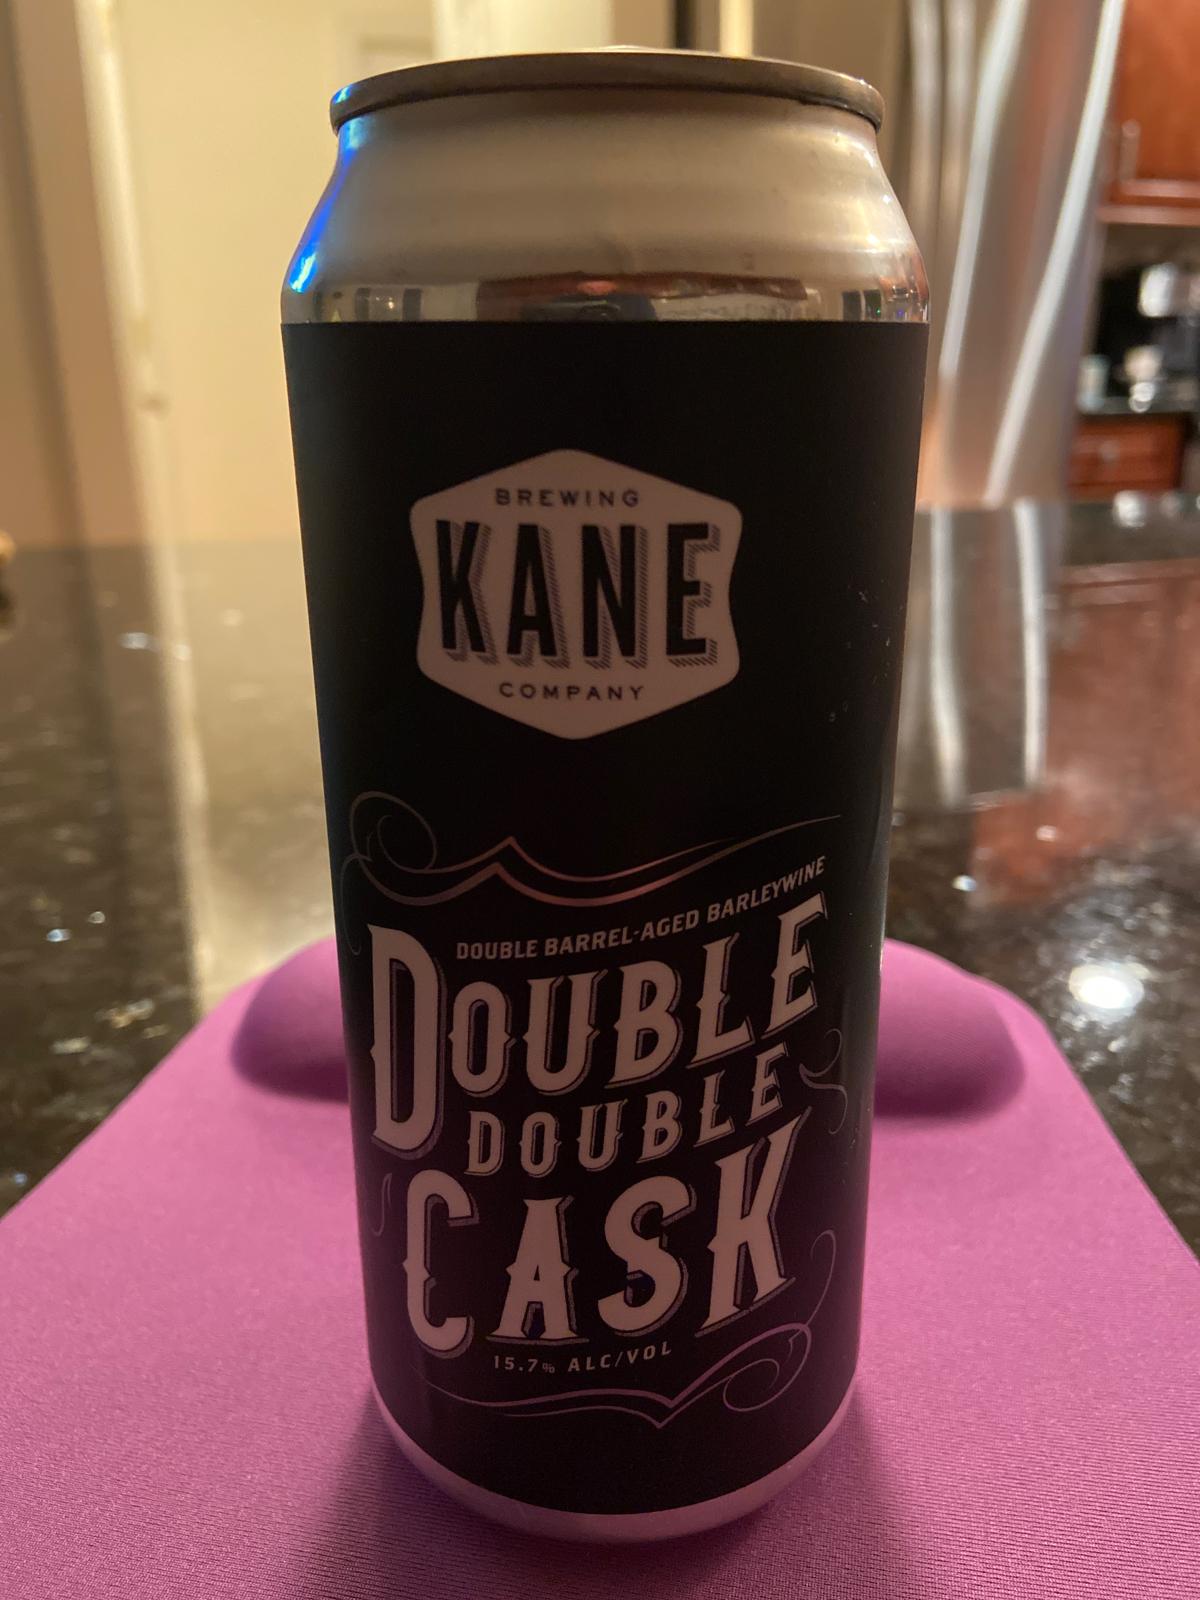 BREWING
KANE
COMPANY
DOUBLE BARREL-AGED BARLEYWINE
DOUBLE
DOUBLE
CASK
15.7% ALC/VOL